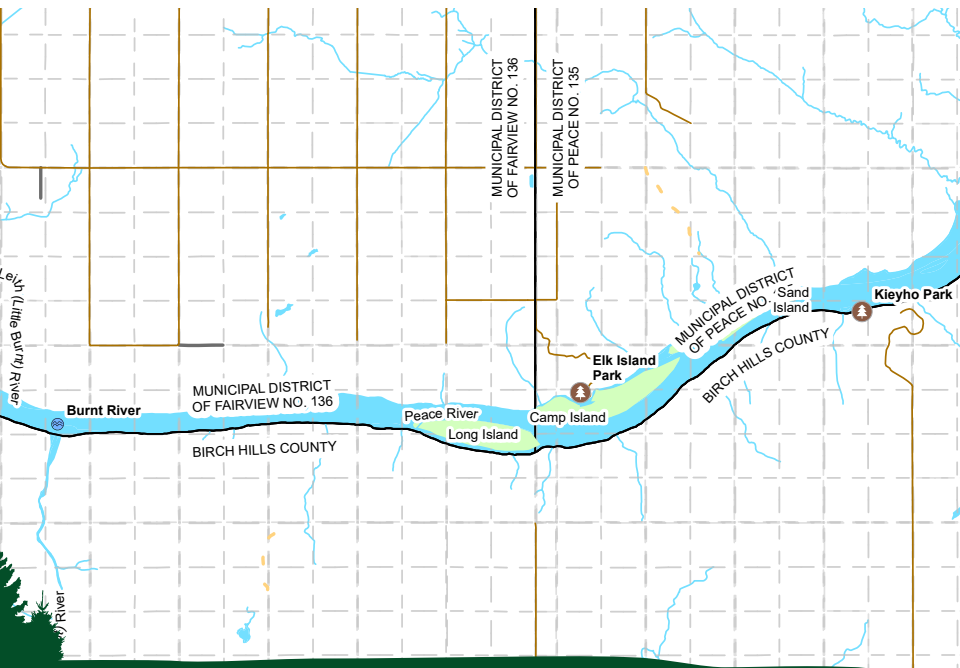 MUNICIPAL DISTRICT
OF FAIRVIEW NO. 136
MUNICIPAL DISTRICT
OF PEACE NO. 135
Leith (Little Burnt) River
MUNICIPAL DISTRICT
OF PEACE NO.
Sand
Island
Kieyho Park
BIRCH HILLS COUNTY
Elk Island
Park
MUNICIPAL DISTRICT
OF FAIRVIEW NO. 136
Burnt River
Peace River
Camp Island
Long Island
BIRCH HILLS COUNTY
River